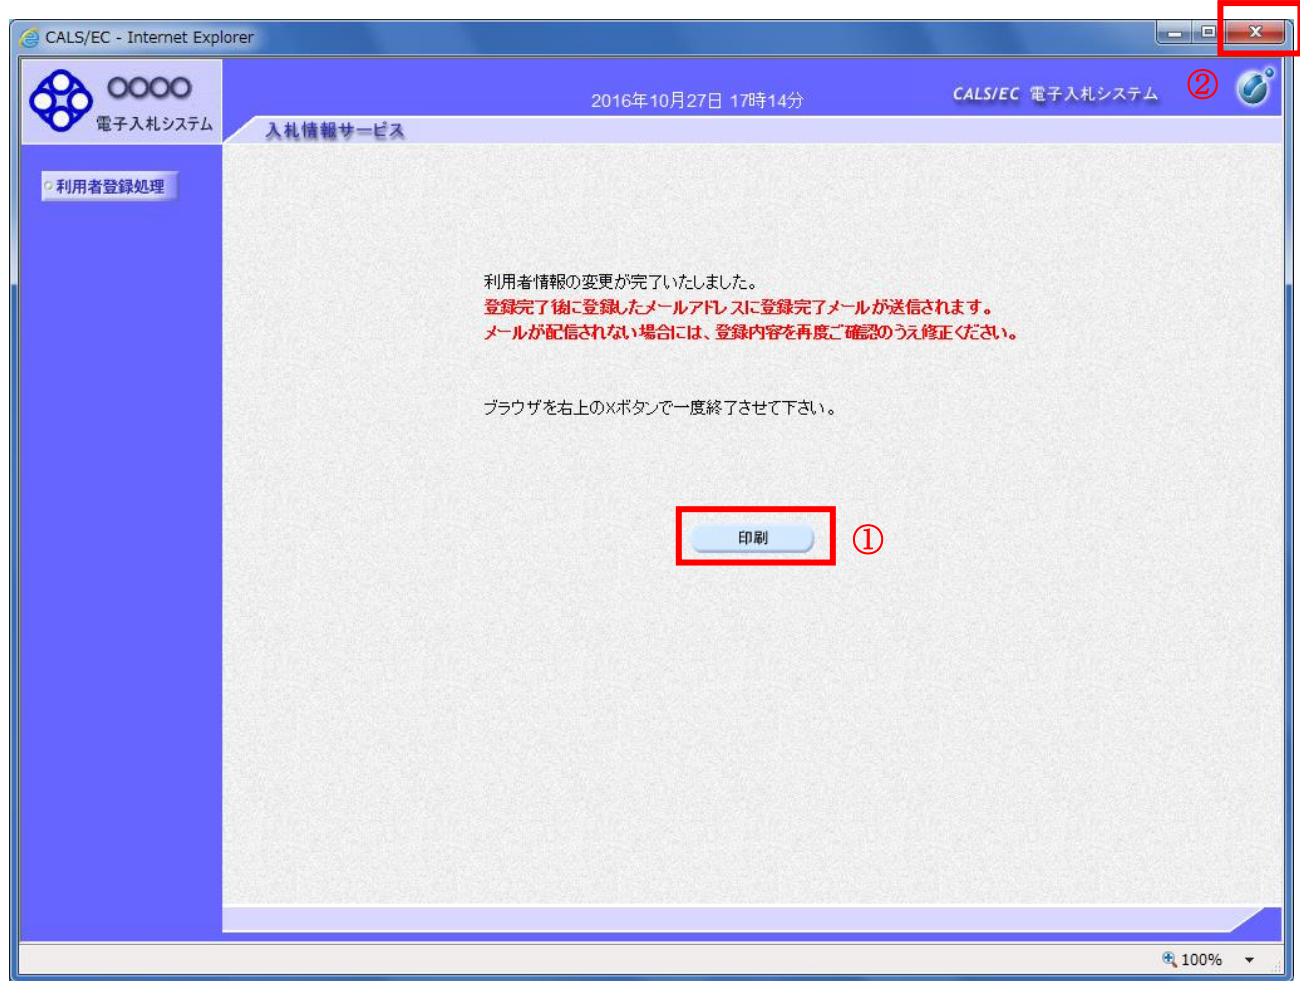 CALS/EC - Internet Explorer
○○○○
電子入札システム
2016年10月27日 17時14分
CALS/EC 電子入札システム
②
入札情報サービス
利用者登録処理
利用者情報の変更が完了いたしました。
登録完了後に登録したメールアドレスに登録完了メールが送信されます。
メールが配信されない場合には、登録内容を再度ご確認のうえ修正ください。
ブラウザを右上の×ボタンで一度終了させて下さい。
印刷
①
100%